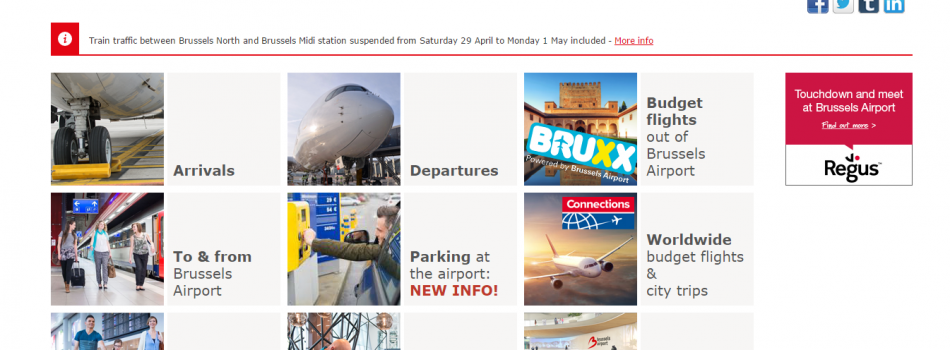 Train traffic between Brussels North and Brussels Midi station suspended from Saturday 29 April to Monday 1 May included - More info
Arrivals
Departures
BRUXX
Powered by Brussels Airport
Budget
flights
out of
Brussels
Airport
Touchdown and meet
at Brussels Airport
Find out more >
Regus™
To & from
Brussels
Airport
Parking at
the airport:
NEW INFO!
Connections
Worldwide
budget flights
&
city trips
brussels
airport